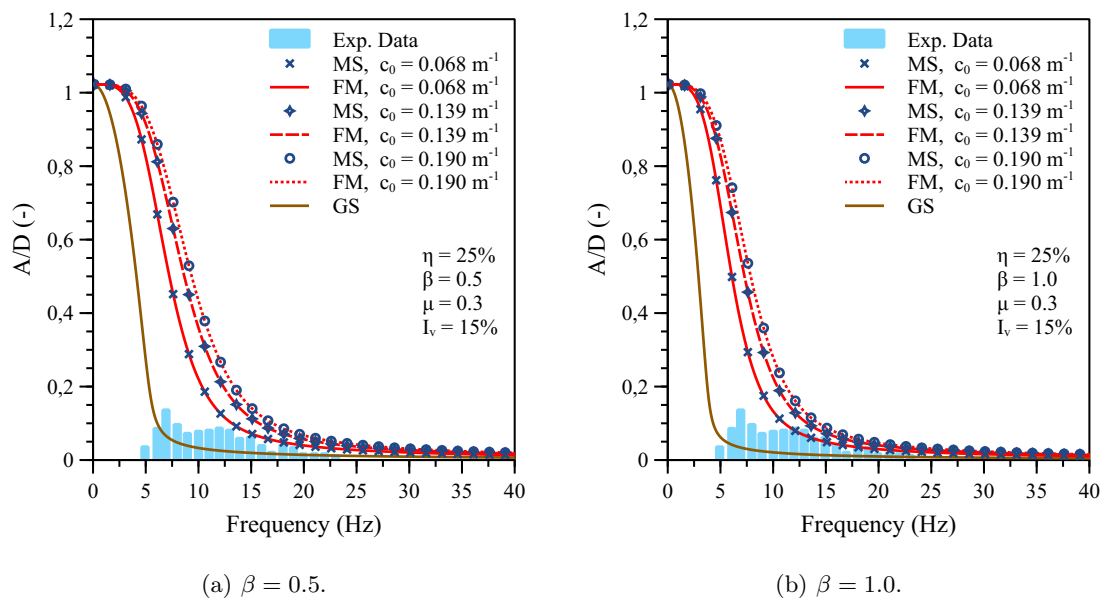 1,2
1
0,8
0,6
0,4
0,2
0
A/D (-)
Exp. Data
MS, c₀ = 0.068 m⁻¹
FM, c₀ = 0.068 m⁻¹
MS, c₀ = 0.139 m⁻¹
FM, c₀ = 0.139 m⁻¹
MS, c₀ = 0.190 m⁻¹
FM, c₀ = 0.190 m⁻¹
GS
η = 25%
β = 0.5
μ = 0.3
Iᵥ = 15%
0 5 10 15 20 25 30 35 40
Frequency (Hz)
(a) β = 0.5.
1,2
1
0,8
0,6
0,4
0,2
0
A/D (-)
Exp. Data
MS, c₀ = 0.068 m⁻¹
FM, c₀ = 0.068 m⁻¹
MS, c₀ = 0.139 m⁻¹
FM, c₀ = 0.139 m⁻¹
MS, c₀ = 0.190 m⁻¹
FM, c₀ = 0.190 m⁻¹
GS
η = 25%
β = 1.0
μ = 0.3
Iᵥ = 15%
0 5 10 15 20 25 30 35 40
Frequency (Hz)
(b) β = 1.0.